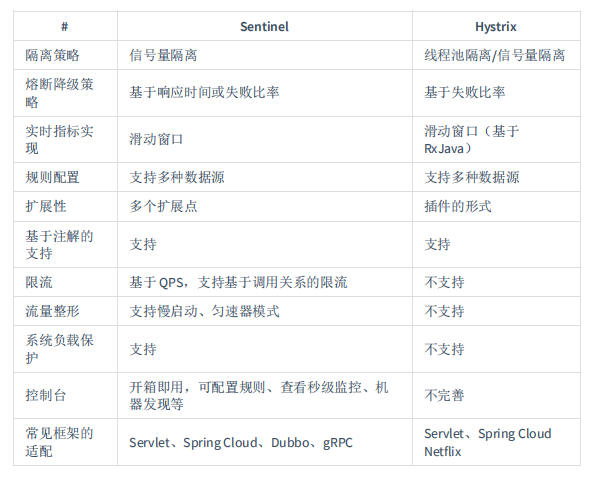 # Sentinel Hystrix
隔离策略 信号量隔离 线程池隔离/信号量隔离
熔断降级策
略 基于响应时间或失败比率 基于失败比率
实时指标实
现 滑动窗口 滑动窗口（基于
RxJava）
规则配置 支持多种数据源 支持多种数据源
扩展性 多个扩展点 插件的形式
基于注解的
支持 支持 支持
限流 基于 QPS，支持基于调用关系的限流 不支持
流量整形 支持慢启动、匀速器模式 不支持
系统负载保
护 支持 不支持
控制台 开箱即用，可配置规则、查看秒级监控、机
器发现等 不完善
常见框架的
适配 Servlet、Spring Cloud、Dubbo、gRPC Servlet、Spring Cloud
Netflix